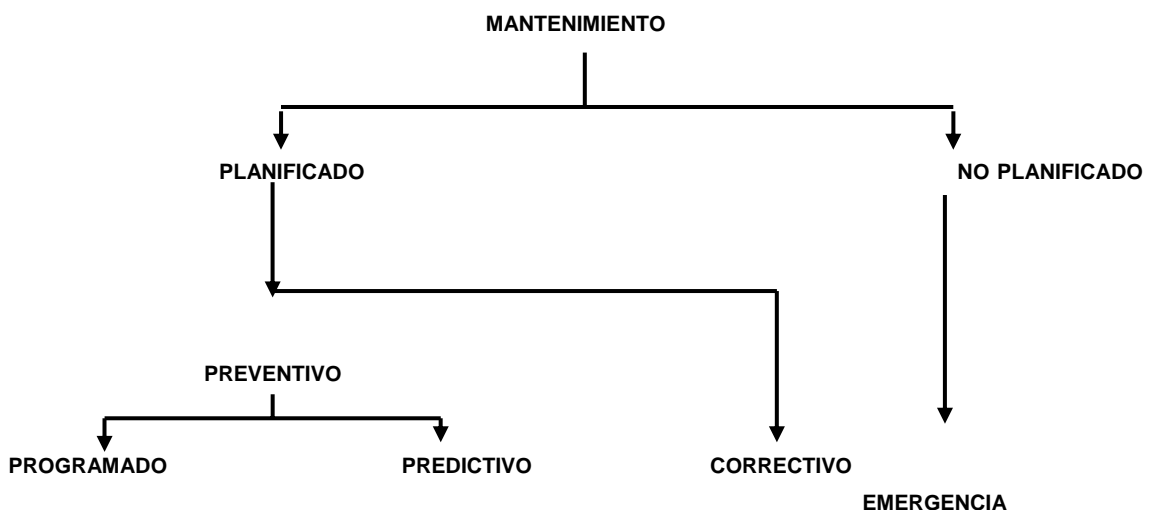 MANTENIMIENTO
PLANIFICADO
NO PLANIFICADO
PREVENTIVO
PROGRAMADO
PREDICTIVO
CORRECTIVO
EMERGENCIA